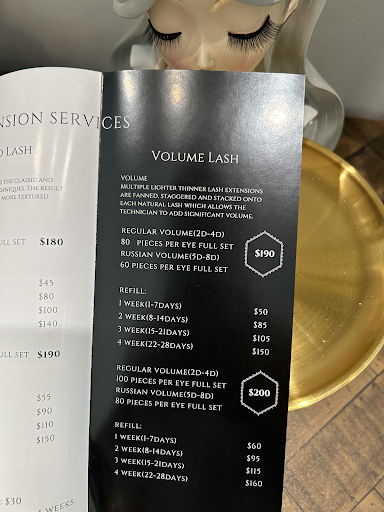 NSION SERVICES
D LASH
S THE CLASSIC AND
HNIQUES. THE RESULT
MORE TEXTURED
ULL SET $180
$45
$80
$100
$140
ULL SET $190
$55
$90
$110
$150
: $30
WEEKS
VOLUME LASH
VOLUME
MULTIPLE LIGHTER THINNER LASH EXTENSIONS
ARE FANNED, STAGGERED AND STACKED ONTO
EACH NATURAL LASH WHICH ALLOWS THE
TECHNICIAN TO ADD SIGNIFICANT VOLUME.
REGULAR VOLUME(2D-4D)
80 PIECES PER EYE FULL SET
RUSSIAN VOLUME(5D-8D)
60 PIECES PER EYE FULL SET
$190
REFILL:
1 WEEK(1-7DAYS) $50
2 WEEK(8-14DAYS) $85
3 WEEK(15-21DAYS) $105
4 WEEK(22-28DAYS) $150
REGULAR VOLUME(2D-4D)
100 PIECES PER EYE FULL SET
RUSSIAN VOLUME(5D-8D)
80 PIECES PER EYE FULL SET
$200
REFILL:
1 WEEK(1-7DAYS) $60
2 WEEK(8-14DAYS) $95
3 WEEK(15-21DAYS) $115
4 WEEK(22-28DAYS) $160